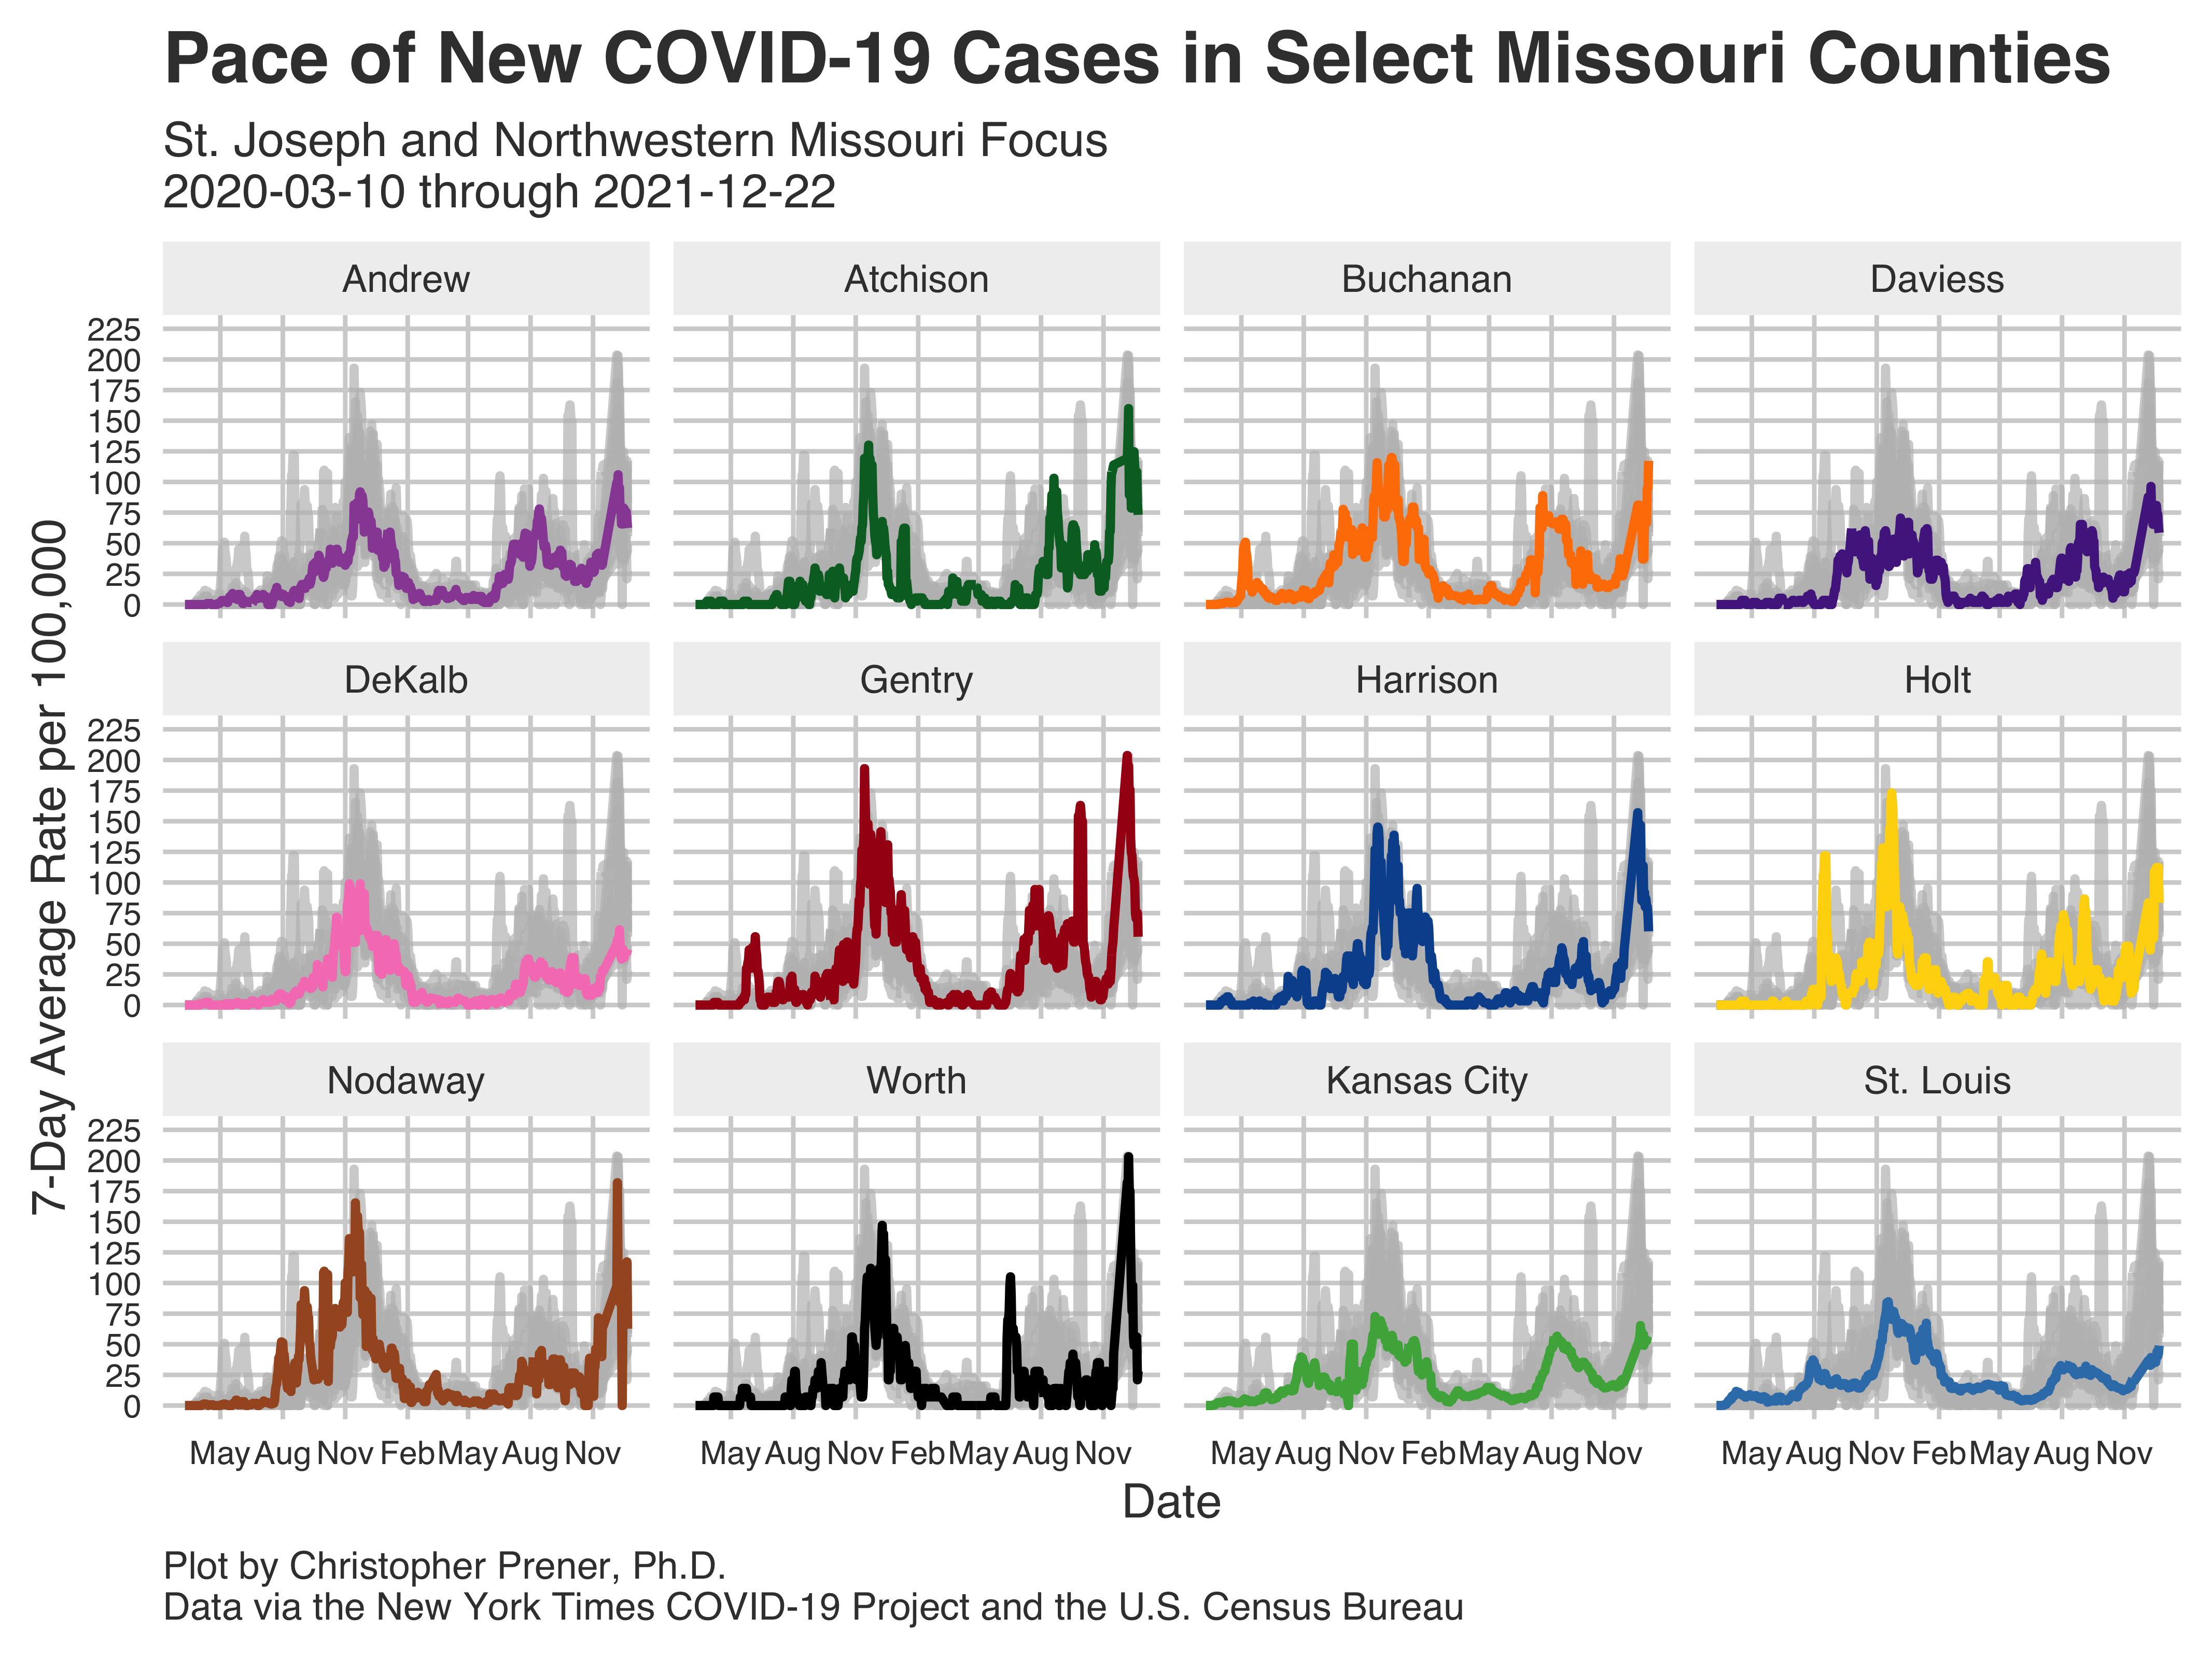 Pace of New COVID-19 Cases in Select Missouri Counties
St. Joseph and Northwestern Missouri Focus
2020-03-10 through 2021-12-22
Andrew Atchison Buchanan Daviess
225
200
175
150
125
100
75
50
25
0
DeKalb Gentry Harrison Holt
225
200
175
150
125
100
75
50
25
0
Nodaway Worth Kansas City St. Louis
225
200
175
150
125
100
75
50
25
0
7-Day Average Rate per 100,000
May Aug Nov Feb May Aug Nov May Aug Nov Feb May Aug Nov May Aug Nov Feb May Aug Nov May Aug Nov Feb May Aug Nov
Date
Plot by Christopher Prener, Ph.D.
Data via the New York Times COVID-19 Project and the U.S. Census Bureau